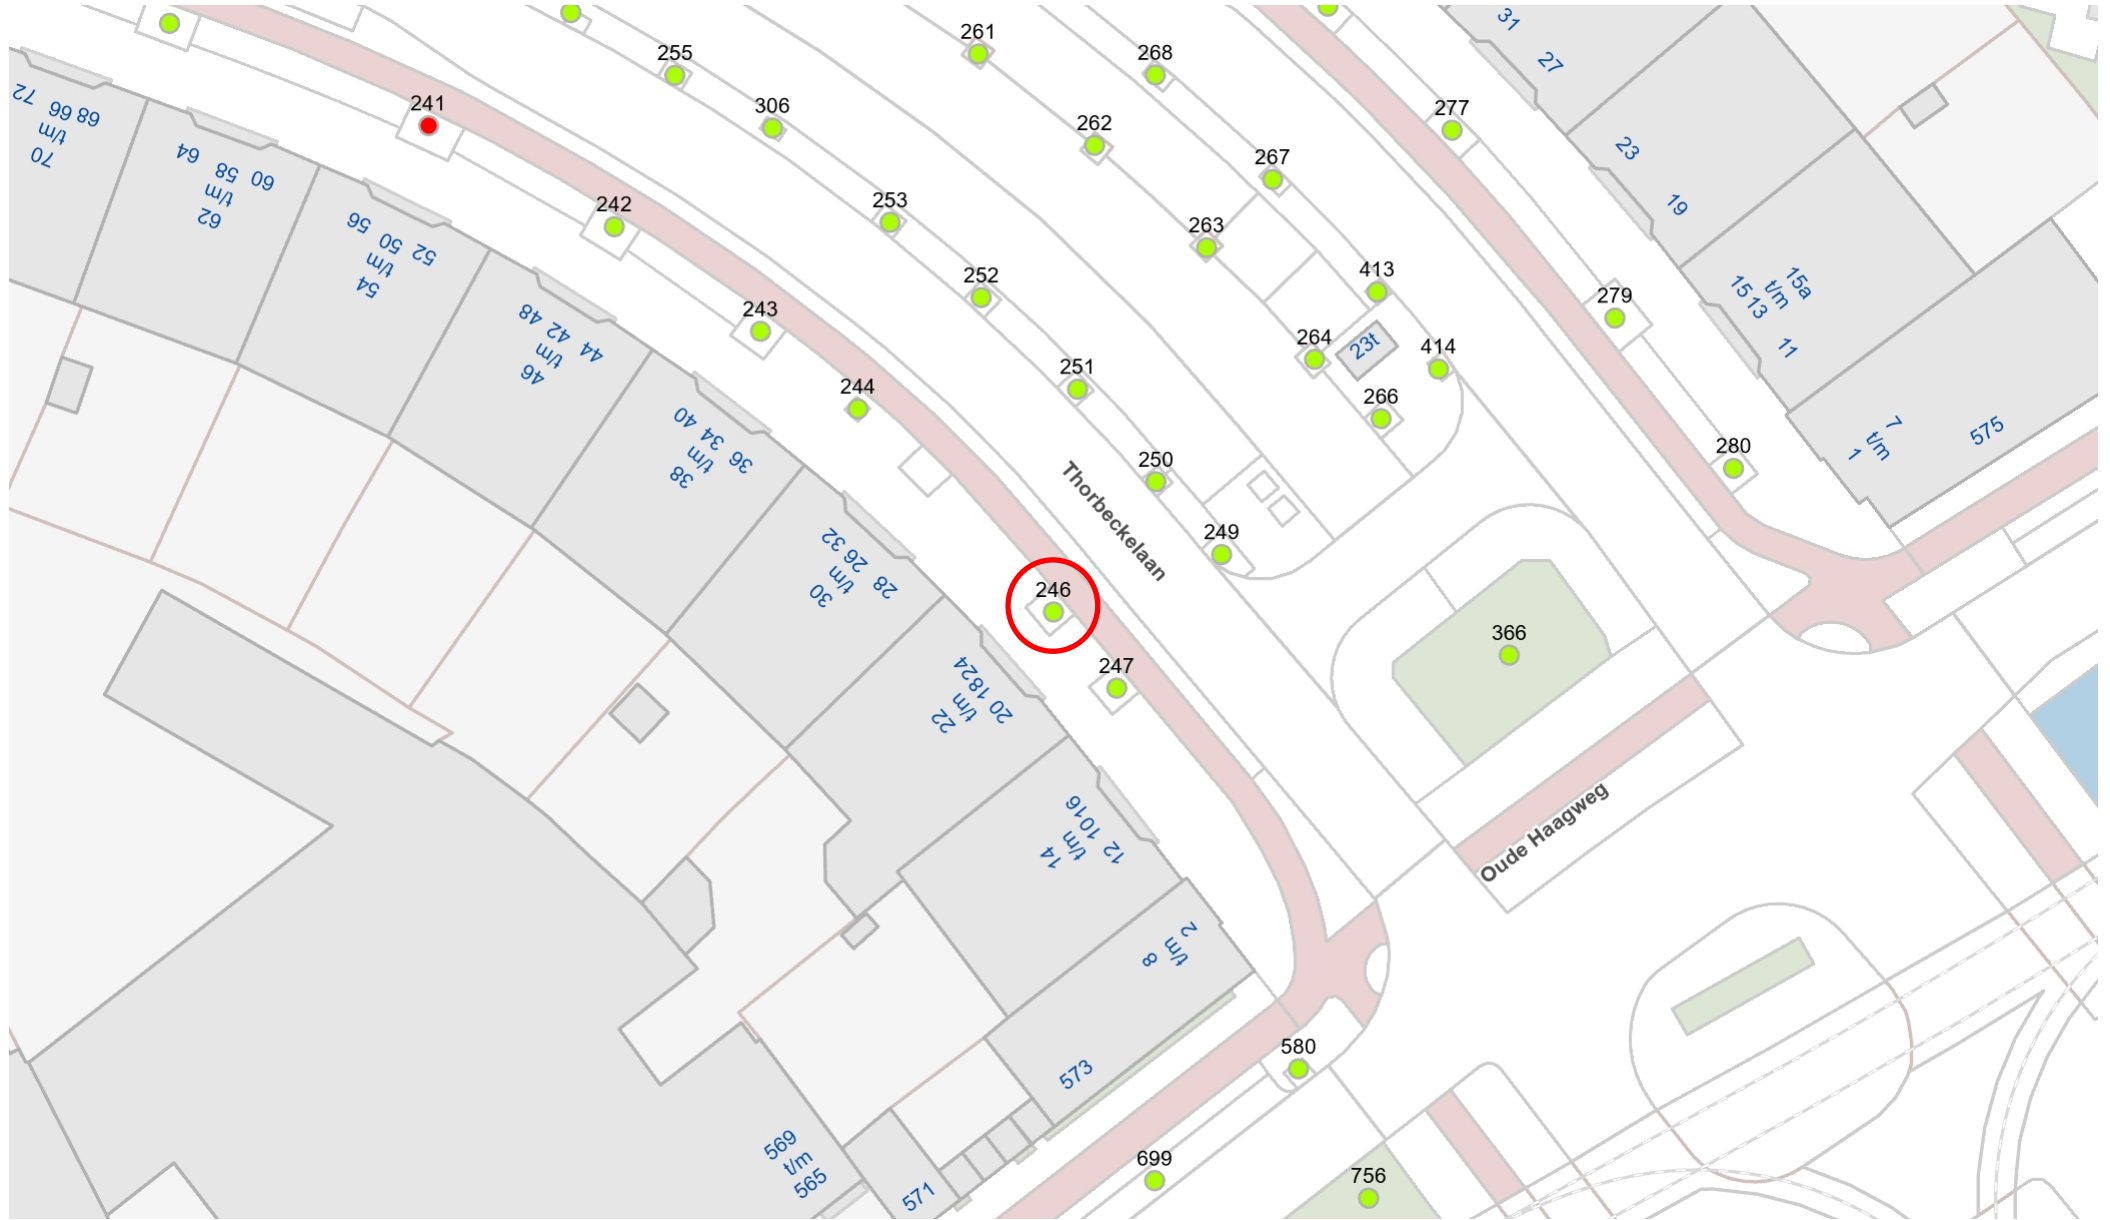 261
255
268
31
27
306
277
241
262
68 66 72
t/m
70
60 58 64
t/m
62
267
23
253
242
263
19
52 50 56
t/m
54
413
252
15a
t/m
15 13
279
44 42 48
t/m
46
243
264
23t
414
11
251
244
266
7
t/m
1
575
36 34 40
t/m
38
280
250
Thorbeckelaan
249
28 26 32
t/m
30
246
366
247
20 18 24
t/m
22
Oude Haagweg
12 10 16
t/m
14
2
t/m
8
580
573
569
t/m
565
699
756
571